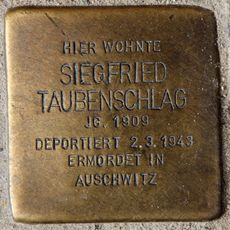 HIER WOHNTE
SIEGFRIED
TAUBENSCHLAG
JG. 1909
DEPORTIERT 2.3.1943
ERMORDET IN
AUSCHWITZ